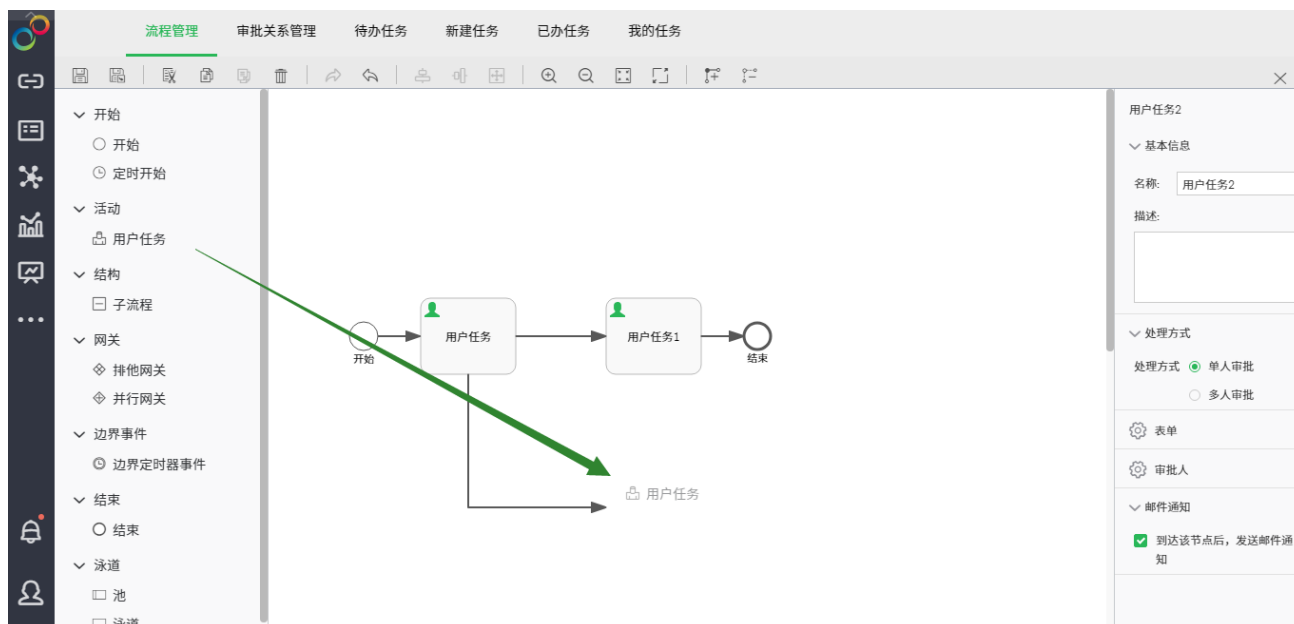 流程管理 审批关系管理 待办任务 新建任务 已办任务 我的任务
开始
开始
定时开始
活动
用户任务
结构
子流程
网关
排他网关
并行网关
边界事件
边界定时器事件
结束
结束
泳道
池
泳道
用户任务
用户任务1
开始
结束
用户任务
用户任务2
基本信息
名称: 用户任务2
描述:
处理方式
处理方式 单人审批
多人审批
表单
审批人
邮件通知
到达该节点后，发送邮件通
知